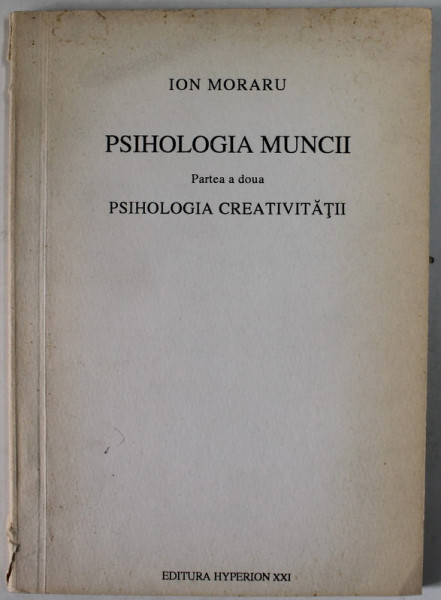 ION MORARU
PSIHOLOGIA MUNCII
Partea a doua
PSIHOLOGIA CREATIVITĂŢII
EDITURA HYPERION XXI